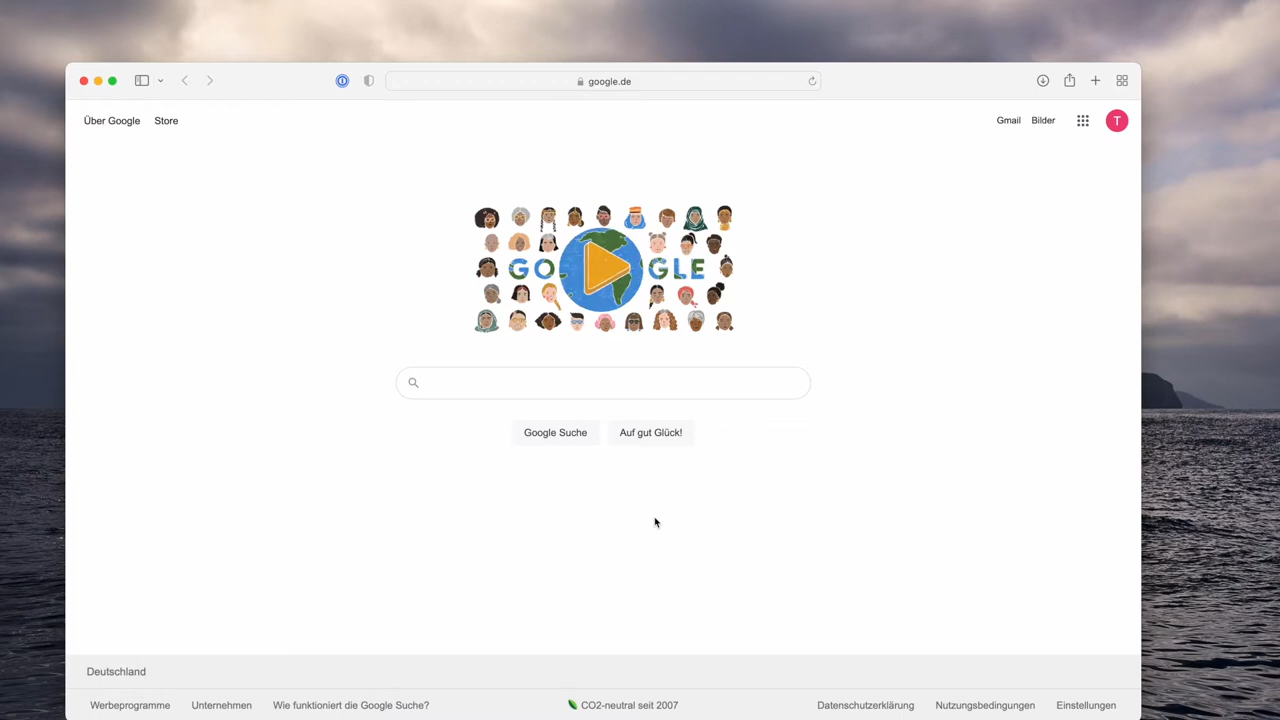 google.de
Über Google Store
Gmail Bilder
T
GO GLE
Google Suche Auf gut Glück!
Deutschland
Werbeprogramme Unternehmen Wie funktioniert die Google Suche? CO2-neutral seit 2007 Datenschutzerklärung Nutzungsbedingungen Einstellungen